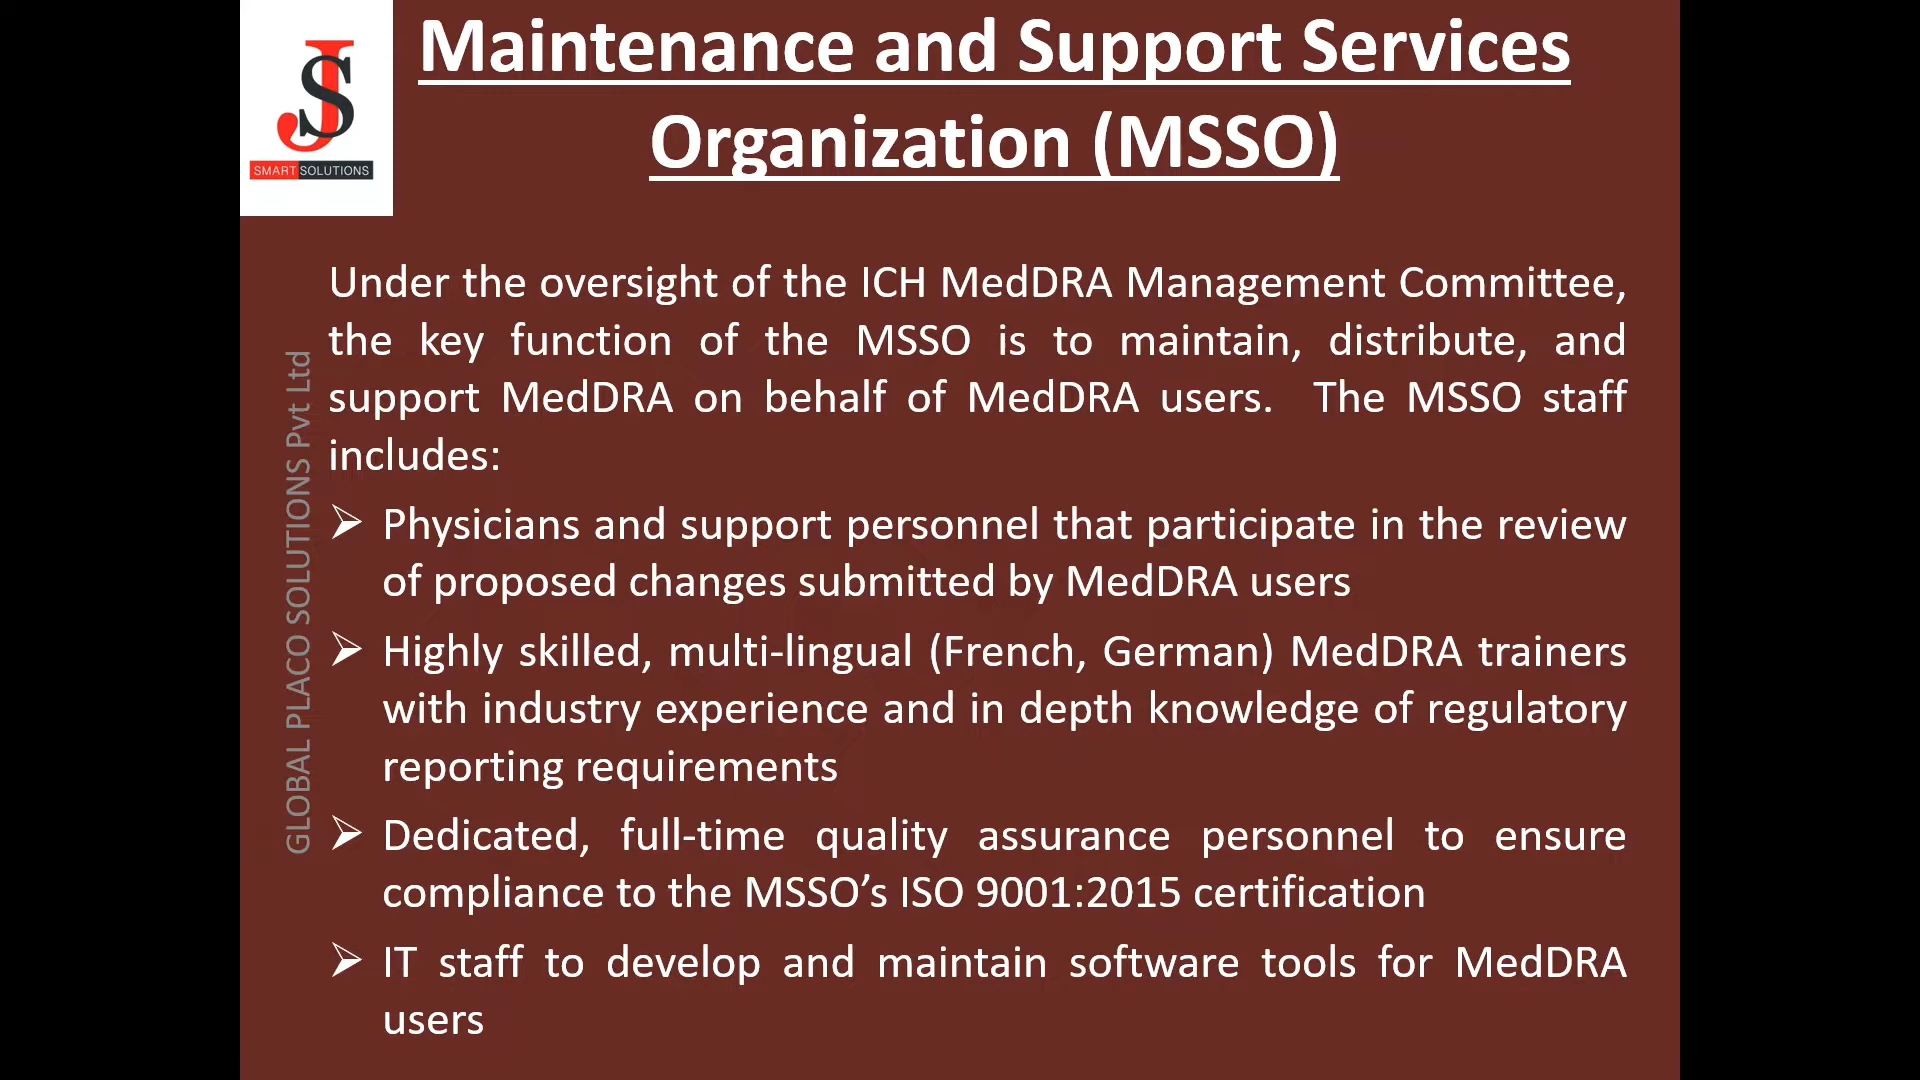 JS
SMART SOLUTIONS
Maintenance and Support Services
Organization (MSSO)
GLOBAL PLACO SOLUTIONS Pvt Ltd
Under the oversight of the ICH MedDRA Management Committee,
the key function of the MSSO is to maintain, distribute, and
support MedDRA on behalf of MedDRA users. The MSSO staff
includes:
➢ Physicians and support personnel that participate in the review
of proposed changes submitted by MedDRA users
➢ Highly skilled, multi-lingual (French, German) MedDRA trainers
with industry experience and in depth knowledge of regulatory
reporting requirements
➢ Dedicated, full-time quality assurance personnel to ensure
compliance to the MSSO’s ISO 9001:2015 certification
➢ IT staff to develop and maintain software tools for MedDRA
users